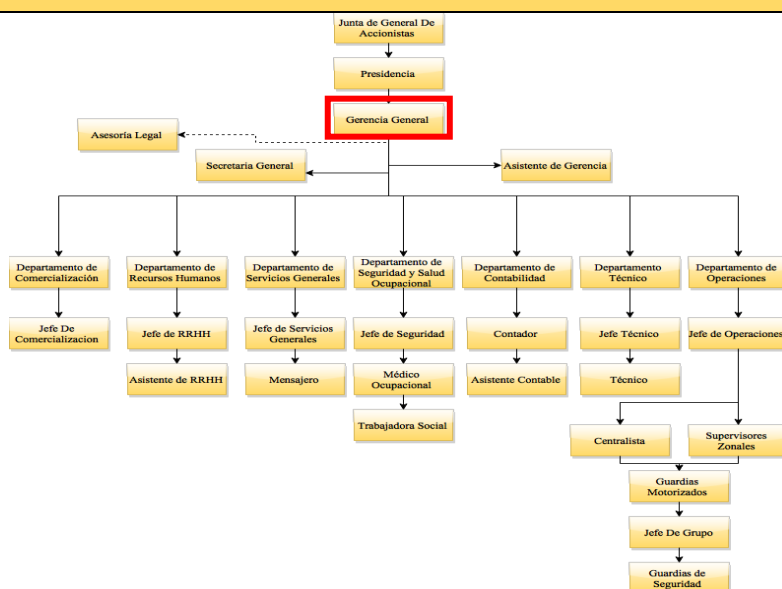 Junta de General De
Accionistas
Presidencia
Gerencia General
Asesoría Legal
Secretaria General
Asistente de Gerencia
Departamento de
Comercialización
Departamento de
Recursos Humanos
Departamento de
Servicios Generales
Departamento de
Seguridad y Salud
Ocupacional
Departamento de
Contabilidad
Departamento
Técnico
Departamento de
Operaciones
Jefe De
Comercializacion
Jefe de RRHH
Jefe de Servicios
Generales
Jefe de Seguridad
Contador
Jefe Técnico
Jefe de Operaciones
Asistente de RRHH
Mensajero
Médico
Ocupacional
Asistente Contable
Técnico
Trabajadora Social
Centralista
Supervisores
Zonales
Guardias
Motorizados
Jefe De Grupo
Guardias de
Seguridad